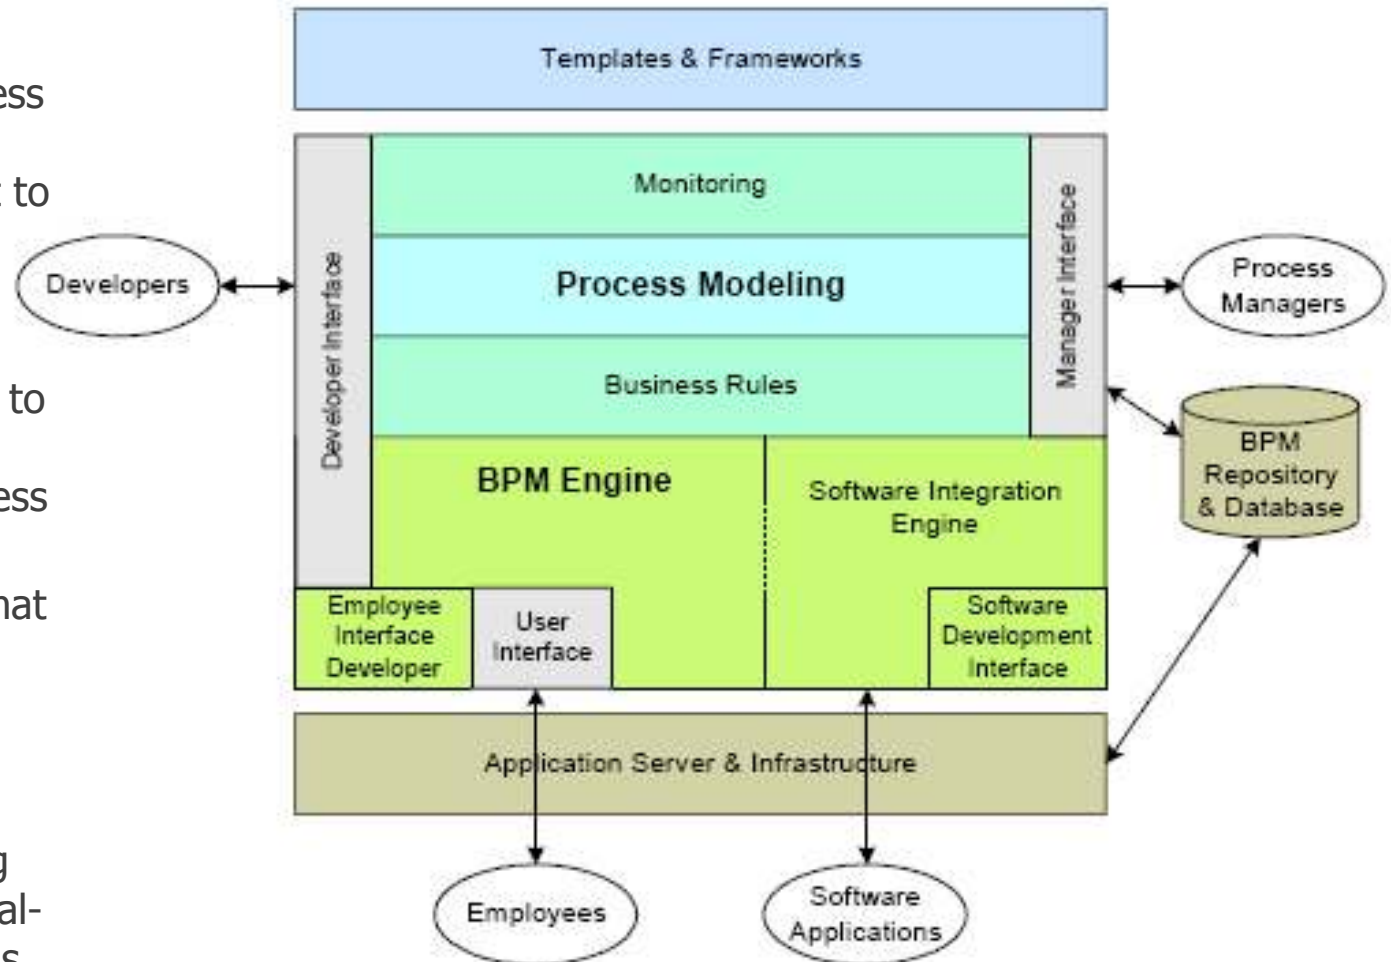 ess
t to
to
ess
hat
g
al-
s
Templates & Frameworks
Developer Interface
Monitoring
Process Modeling
Business Rules
Manager Interface
Developers
Process
Managers
BPM
Repository
& Database
BPM Engine
Software Integration
Engine
Employee
Interface
Developer
User
Interface
Software
Development
Interface
Application Server & Infrastructure
Employees
Software
Applications